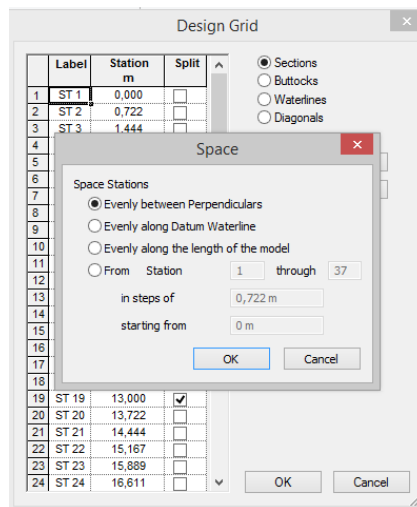 Design Grid
Label Station m Split
1 ST 1 0,000
2 ST 2 0,722
3 ST 3 1,444
4
5
6
7
8
9
10
11
12
13
14
15
16
17
18
19 ST 19 13,000
20 ST 20 13,722
21 ST 21 14,444
22 ST 22 15,167
23 ST 23 15,889
24 ST 24 16,611
Sections
Buttocks
Waterlines
Diagonals
Space
Space Stations
Evenly between Perpendiculars
Evenly along Datum Waterline
Evenly along the length of the model
From Station 1 through 37
in steps of 0,722 m
starting from 0 m
OK Cancel
OK Cancel